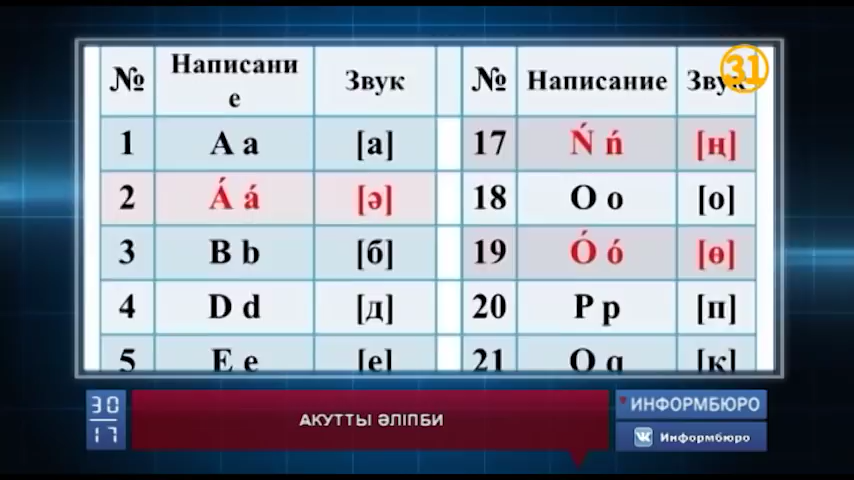 31
№ Написани
е Звук № Написание Звук
1 A a [а] 17 Ń ń [ң]
2 Á á [ә] 18 O o [о]
3 B b [б] 19 Ó ó [ө]
4 D d [д] 20 P p [п]
5 E e [е] 21 Q q [қ]
30
17
АКУТТЫ ӘЛІПБИ
ИНФОРМБЮРО
Информбюро